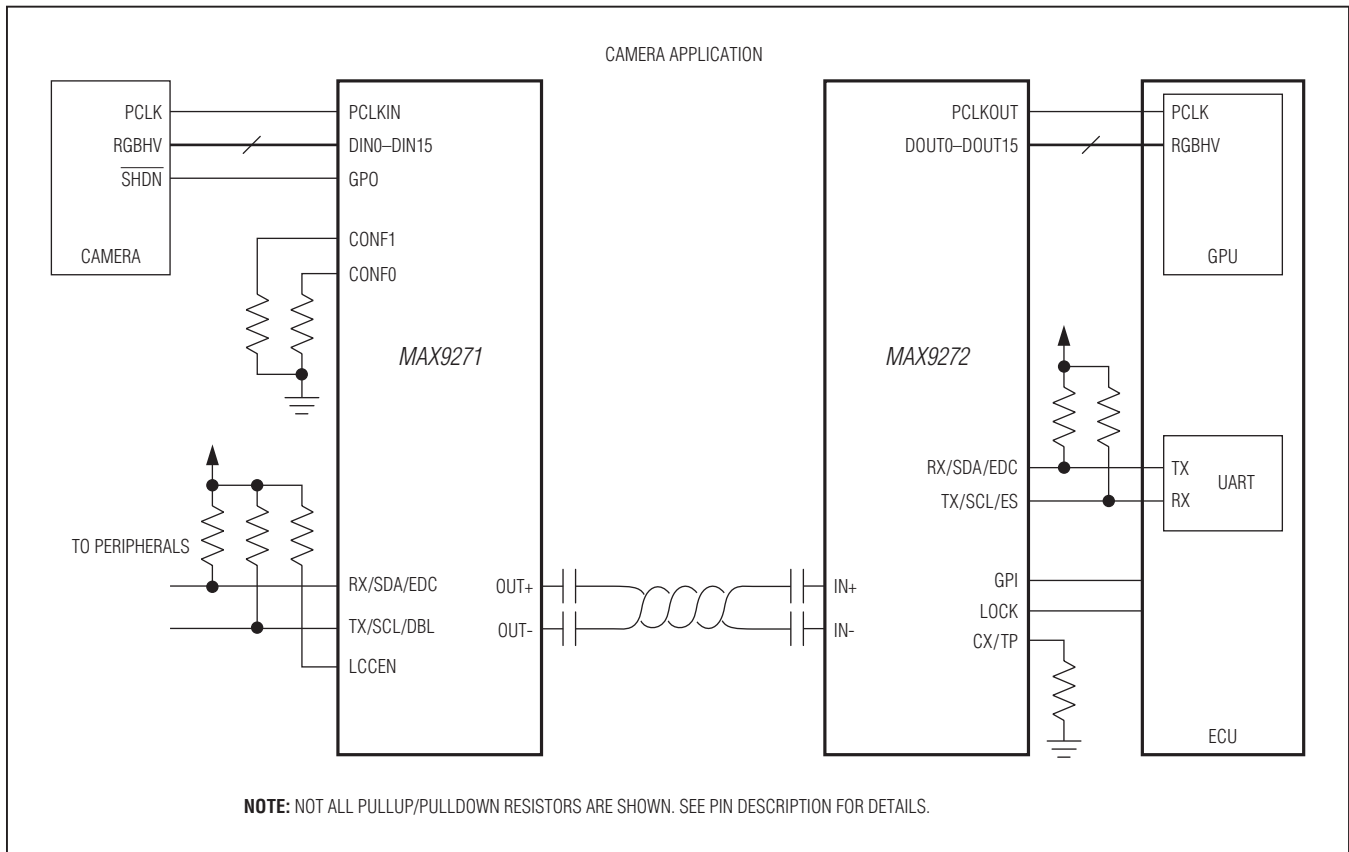 CAMERA APPLICATION
PCLK
RGBHV
S̅H̅D̅N̅
CAMERA
PCLKIN
DIN0–DIN15
GPO
CONF1
CONF0
MAX9271
TO PERIPHERALS
RX/SDA/EDC
TX/SCL/DBL
LCCEN
OUT+
OUT-
IN+
IN-
MAX9272
PCLKOUT
DOUT0–DOUT15
RX/SDA/EDC
TX/SCL/ES
GPI
LOCK
CX/TP
PCLK
RGBHV
GPU
TX
RX
UART
ECU
NOTE: NOT ALL PULLUP/PULLDOWN RESISTORS ARE SHOWN. SEE PIN DESCRIPTION FOR DETAILS.